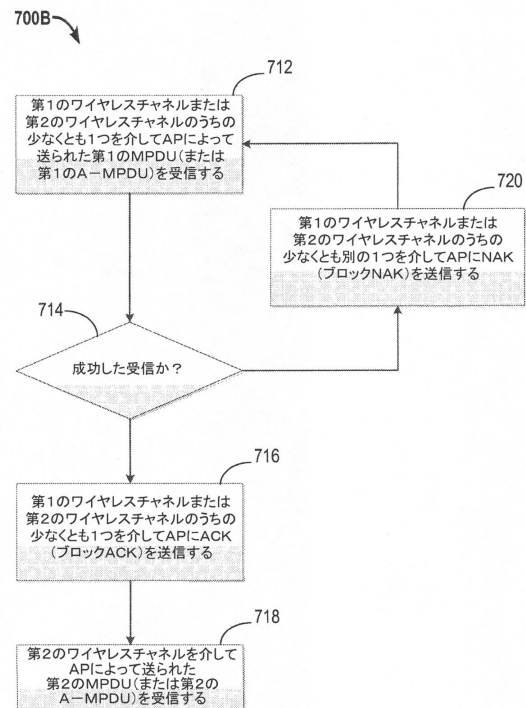 700B
712
第1のワイヤレスチャネルまたは
第2のワイヤレスチャネルのうちの
少なくとも1つを介してAPによって
送られた第1のMPDU(または
第1のA－MPDU)を受信する
720
第1のワイヤレスチャネルまたは
第2のワイヤレスチャネルのうちの
少なくとも別の1つを介してAPにNAK
(ブロックNAK)を送信する
714
成功した受信か？
716
第1のワイヤレスチャネルまたは
第2のワイヤレスチャネルのうちの
少なくとも1つを介してAPにACK
(ブロックACK)を送信する
718
第2のワイヤレスチャネルを介して
APによって送られた
第2のMPDU(または第2の
A－MPDU)を受信する